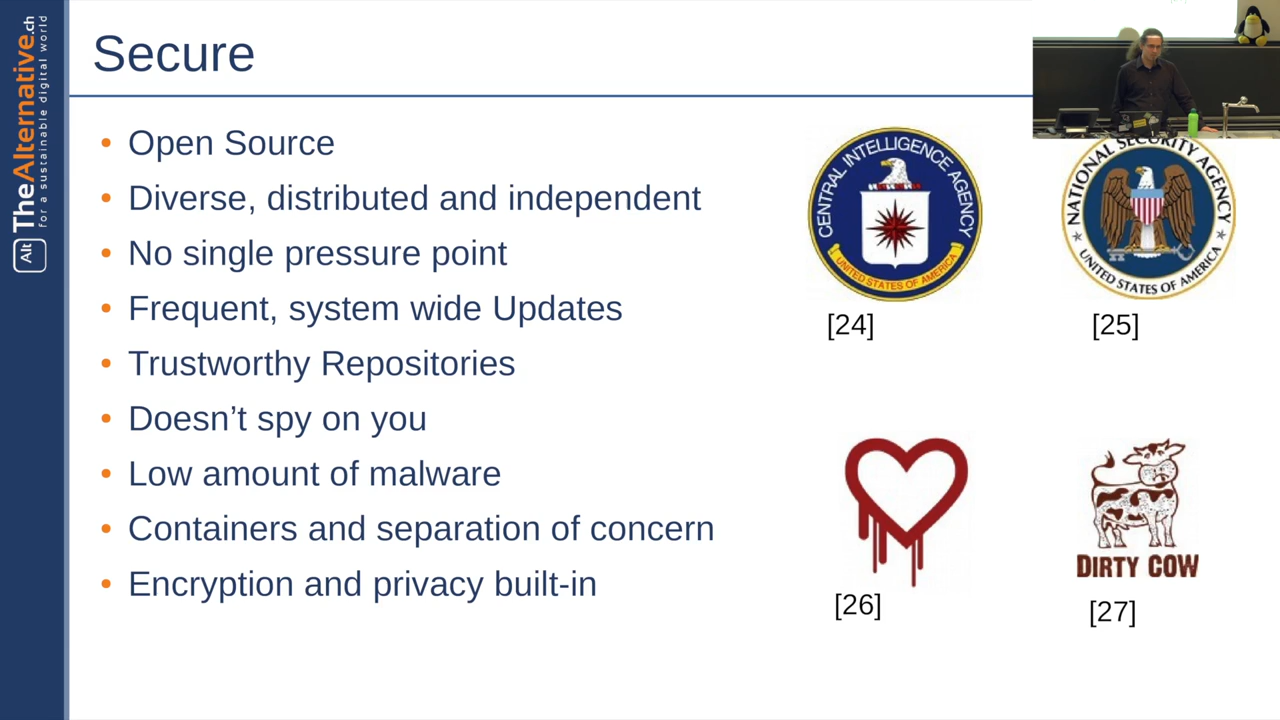 Secure
TheAlternative.ch
for a sustainable digital world
Alt
Open Source
Diverse, distributed and independent
No single pressure point
Frequent, system wide Updates
Trustworthy Repositories
Doesn’t spy on you
Low amount of malware
Containers and separation of concern
Encryption and privacy built-in
CENTRAL INTELLIGENCE AGENCY
UNITED STATES OF AMERICA
[24]
NATIONAL SECURITY AGENCY
UNITED STATES OF AMERICA
[25]
[26]
DIRTY COW
[27]